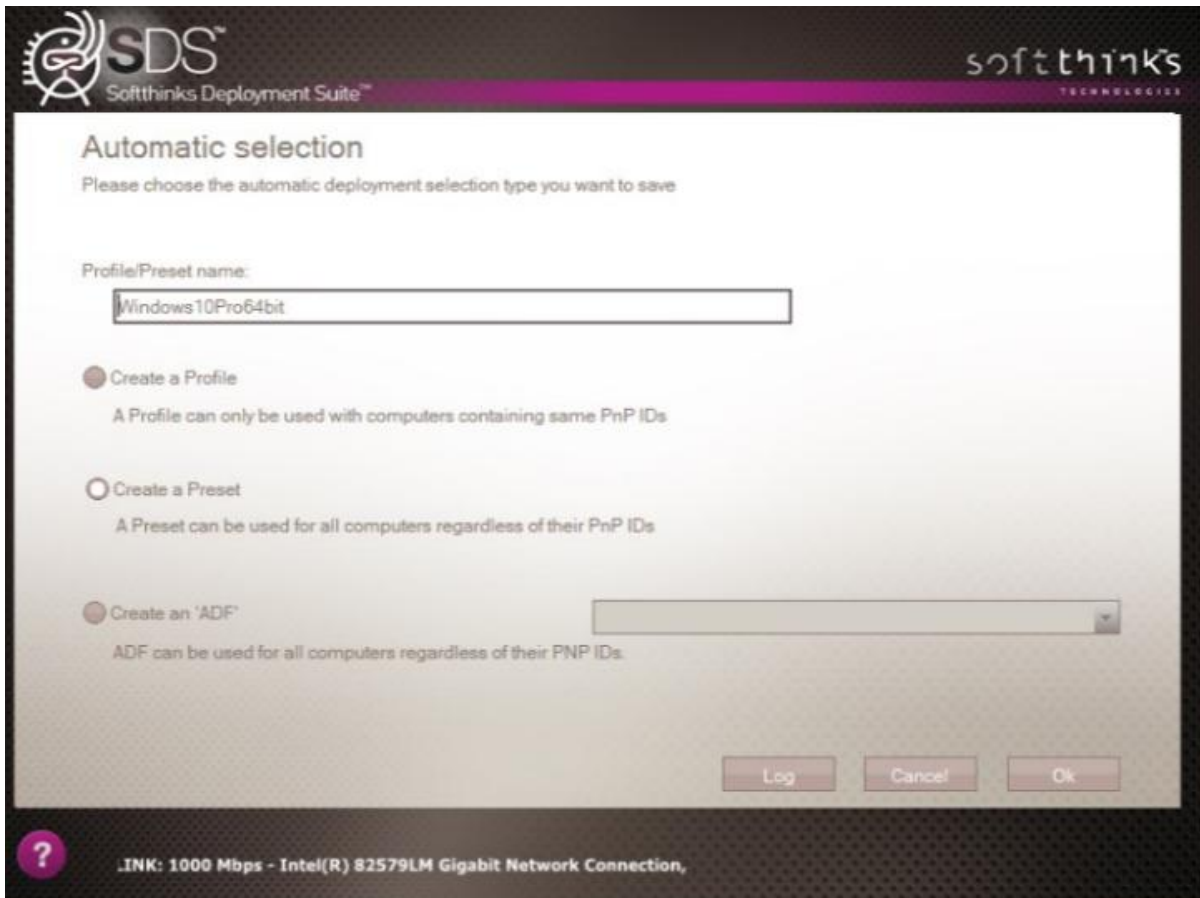 SDS™
Softthinks Deployment Suite™
softthinks
TECHNOLOGIES
Automatic selection
Please choose the automatic deployment selection type you want to save
Profile/Preset name:
Windows10Pro64bit
Create a Profile
A Profile can only be used with computers containing same PnP IDs
Create a Preset
A Preset can be used for all computers regardless of their PnP IDs
Create an 'ADF'
ADF can be used for all computers regardless of their PNP IDs.
Log Cancel Ok
? .INK: 1000 Mbps - Intel(R) 82579LM Gigabit Network Connection,